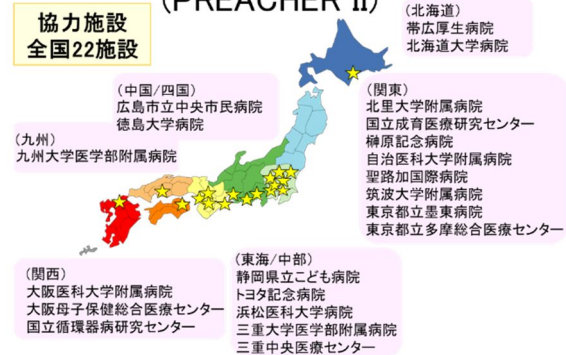 (PREACHER II)
協力施設
全国22施設
(北海道)
帯広厚生病院
北海道大学病院
(中国/四国)
広島市立中央市民病院
徳島大学病院
(九州)
九州大学医学部附属病院
(関東)
北里大学附属病院
国立成育医療研究センター
榊原記念病院
自治医科大学附属病院
聖路加国際病院
筑波大学附属病院
東京都立墨東病院
東京都立多摩総合医療センター
(関西)
大阪医科大学附属病院
大阪母子保健総合医療センター
国立循環器病研究センター
(東海/中部)
静岡県立こども病院
トヨタ記念病院
浜松医科大学病院
三重大学医学部附属病院
三重中央医療センター